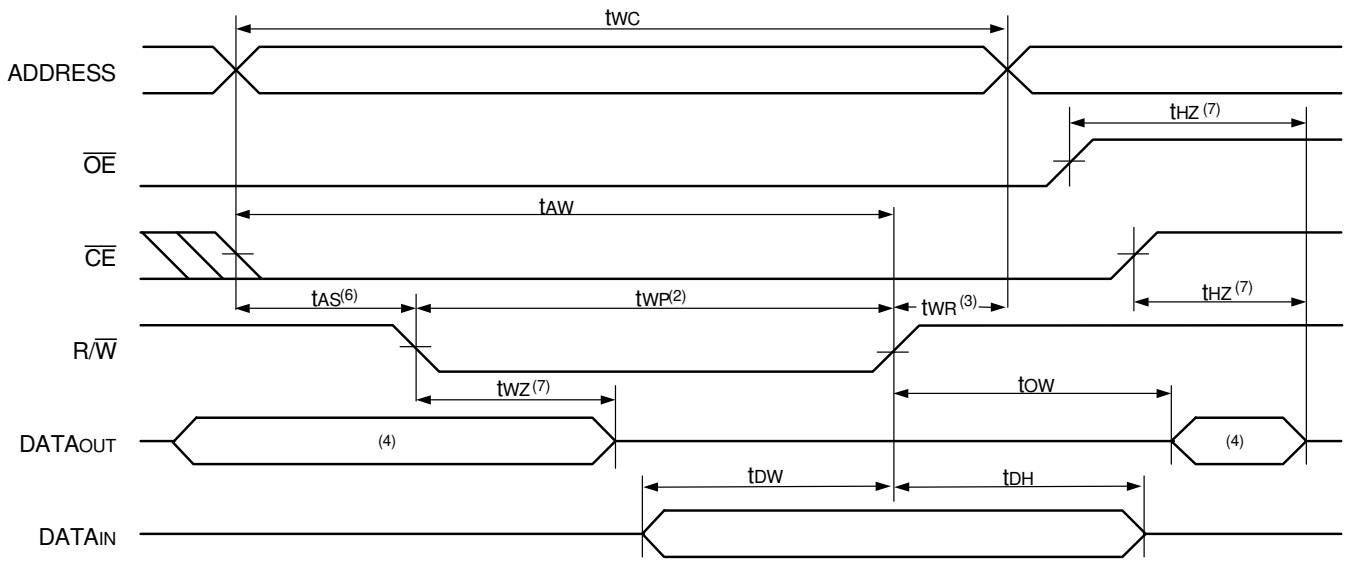 tWC
ADDRESS
tHZ (7)
OE
tAW
CE
tAS(6)
tWP(2)
tWR (3)
tHZ (7)
R/W
tWZ (7)
tOW
DATAOUT
(4)
(4)
tDW
tDH
DATAIN